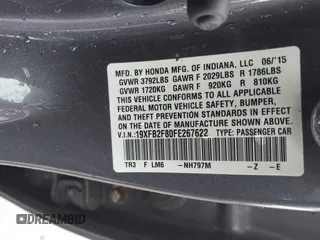 MFD. BY HONDA MFG. OF INDIANA, LLC 06/'15
GVWR 3792LBS GAWR F 2029LBS R 1786LBS
GVWR 1720KG GAWR F 920KG R 810KG
THIS VEHICLE CONFORMS TO ALL APPLICABLE
FEDERAL MOTOR VEHICLE SAFETY, BUMPER,
AND THEFT PREVENTION STANDARDS IN EFFECT
ON THE DATE OF MANUFACTURE SHOWN ABOVE.
V.I.N.:19XFB2F80FE267622 TYPE: PASSENGER CAR
TR3 F LM6 -NH797M -Z -E
AUTOBIDMASTER